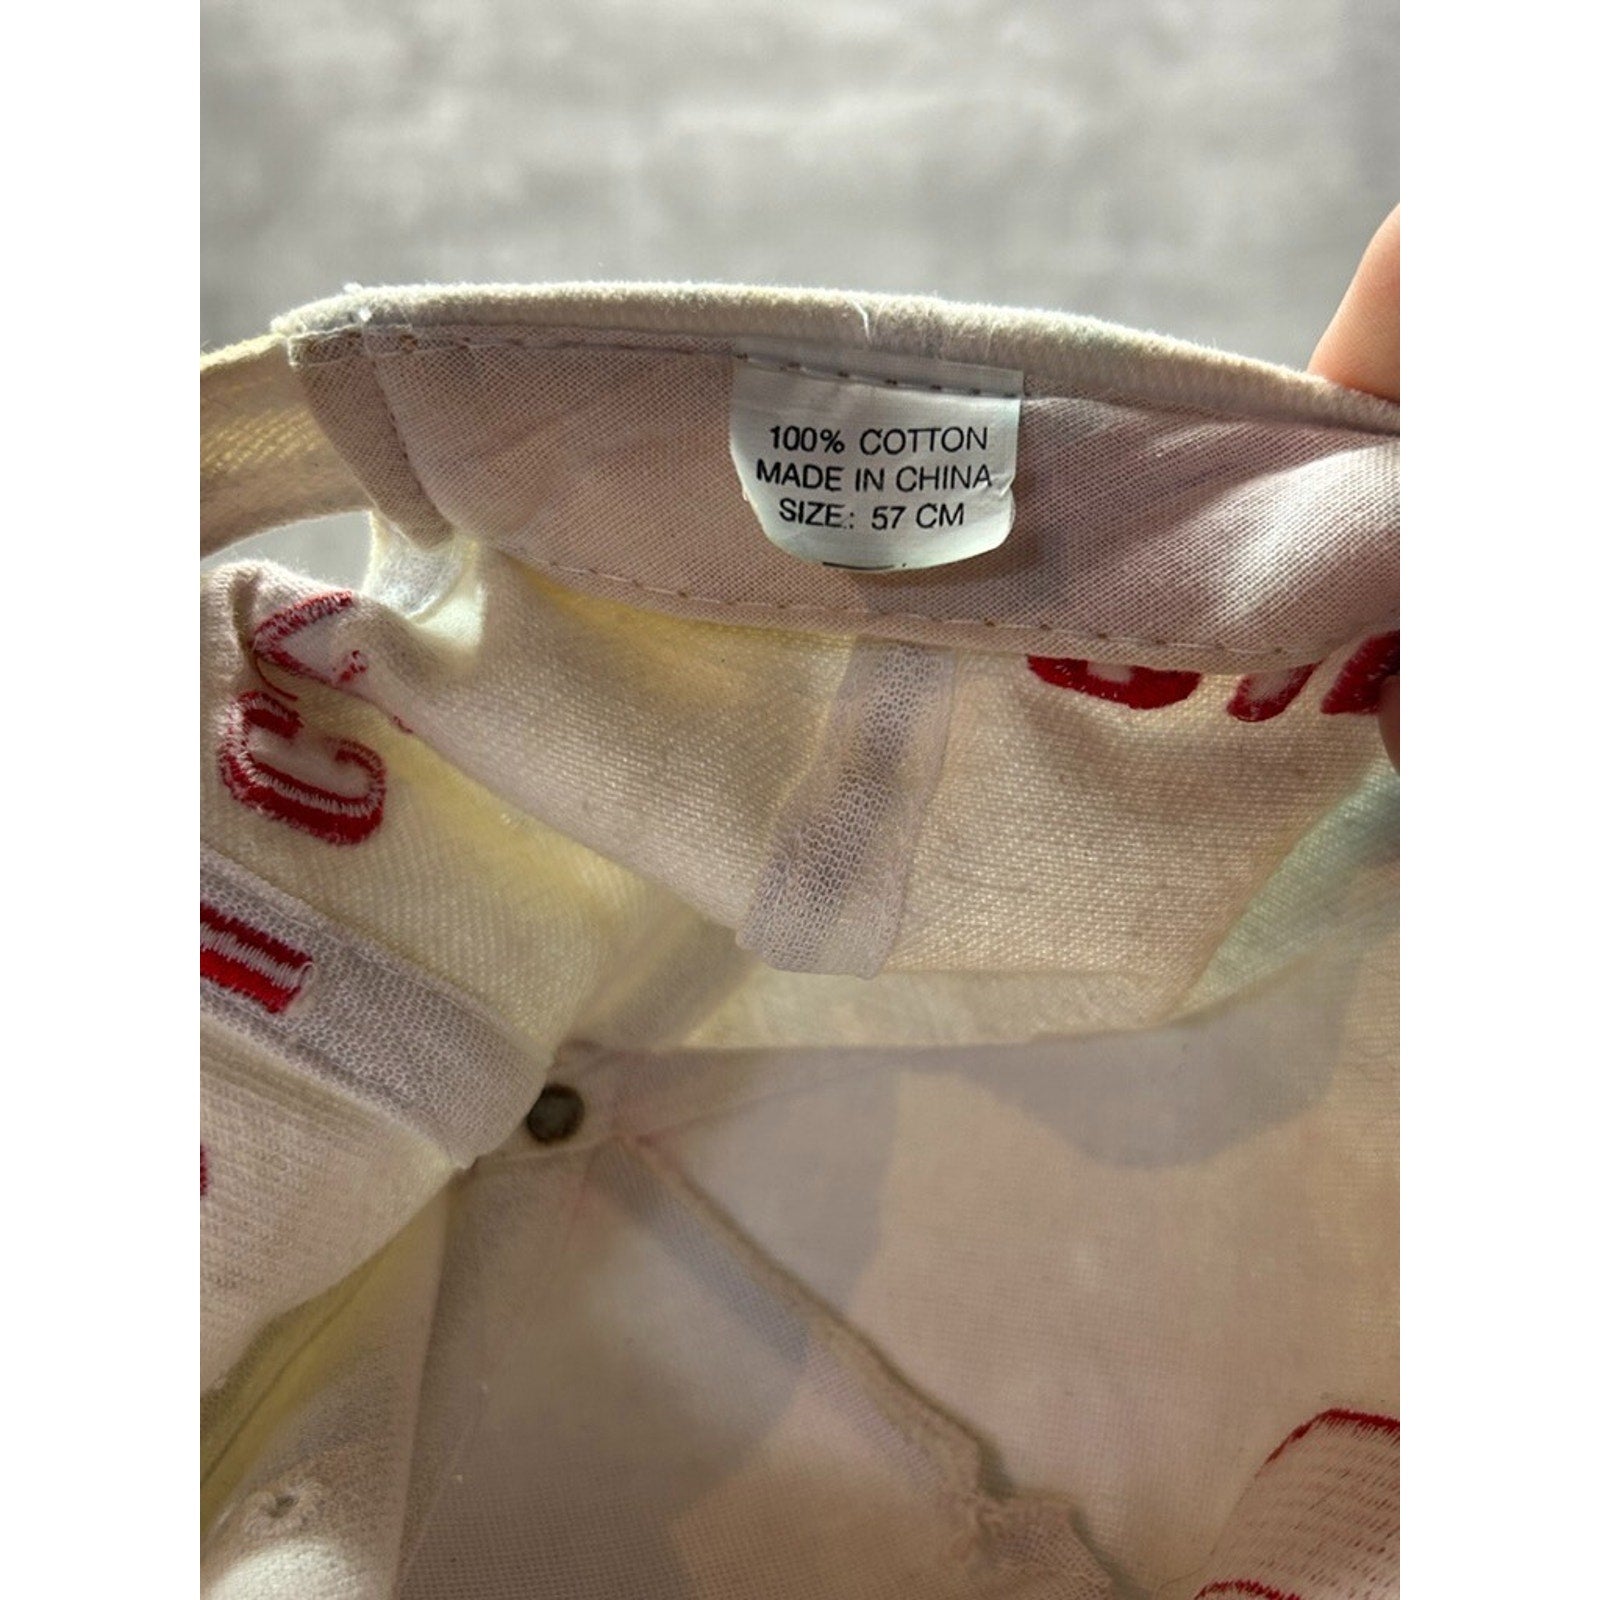 100% COTTON
MADE IN CHINA
SIZE: 57 CM